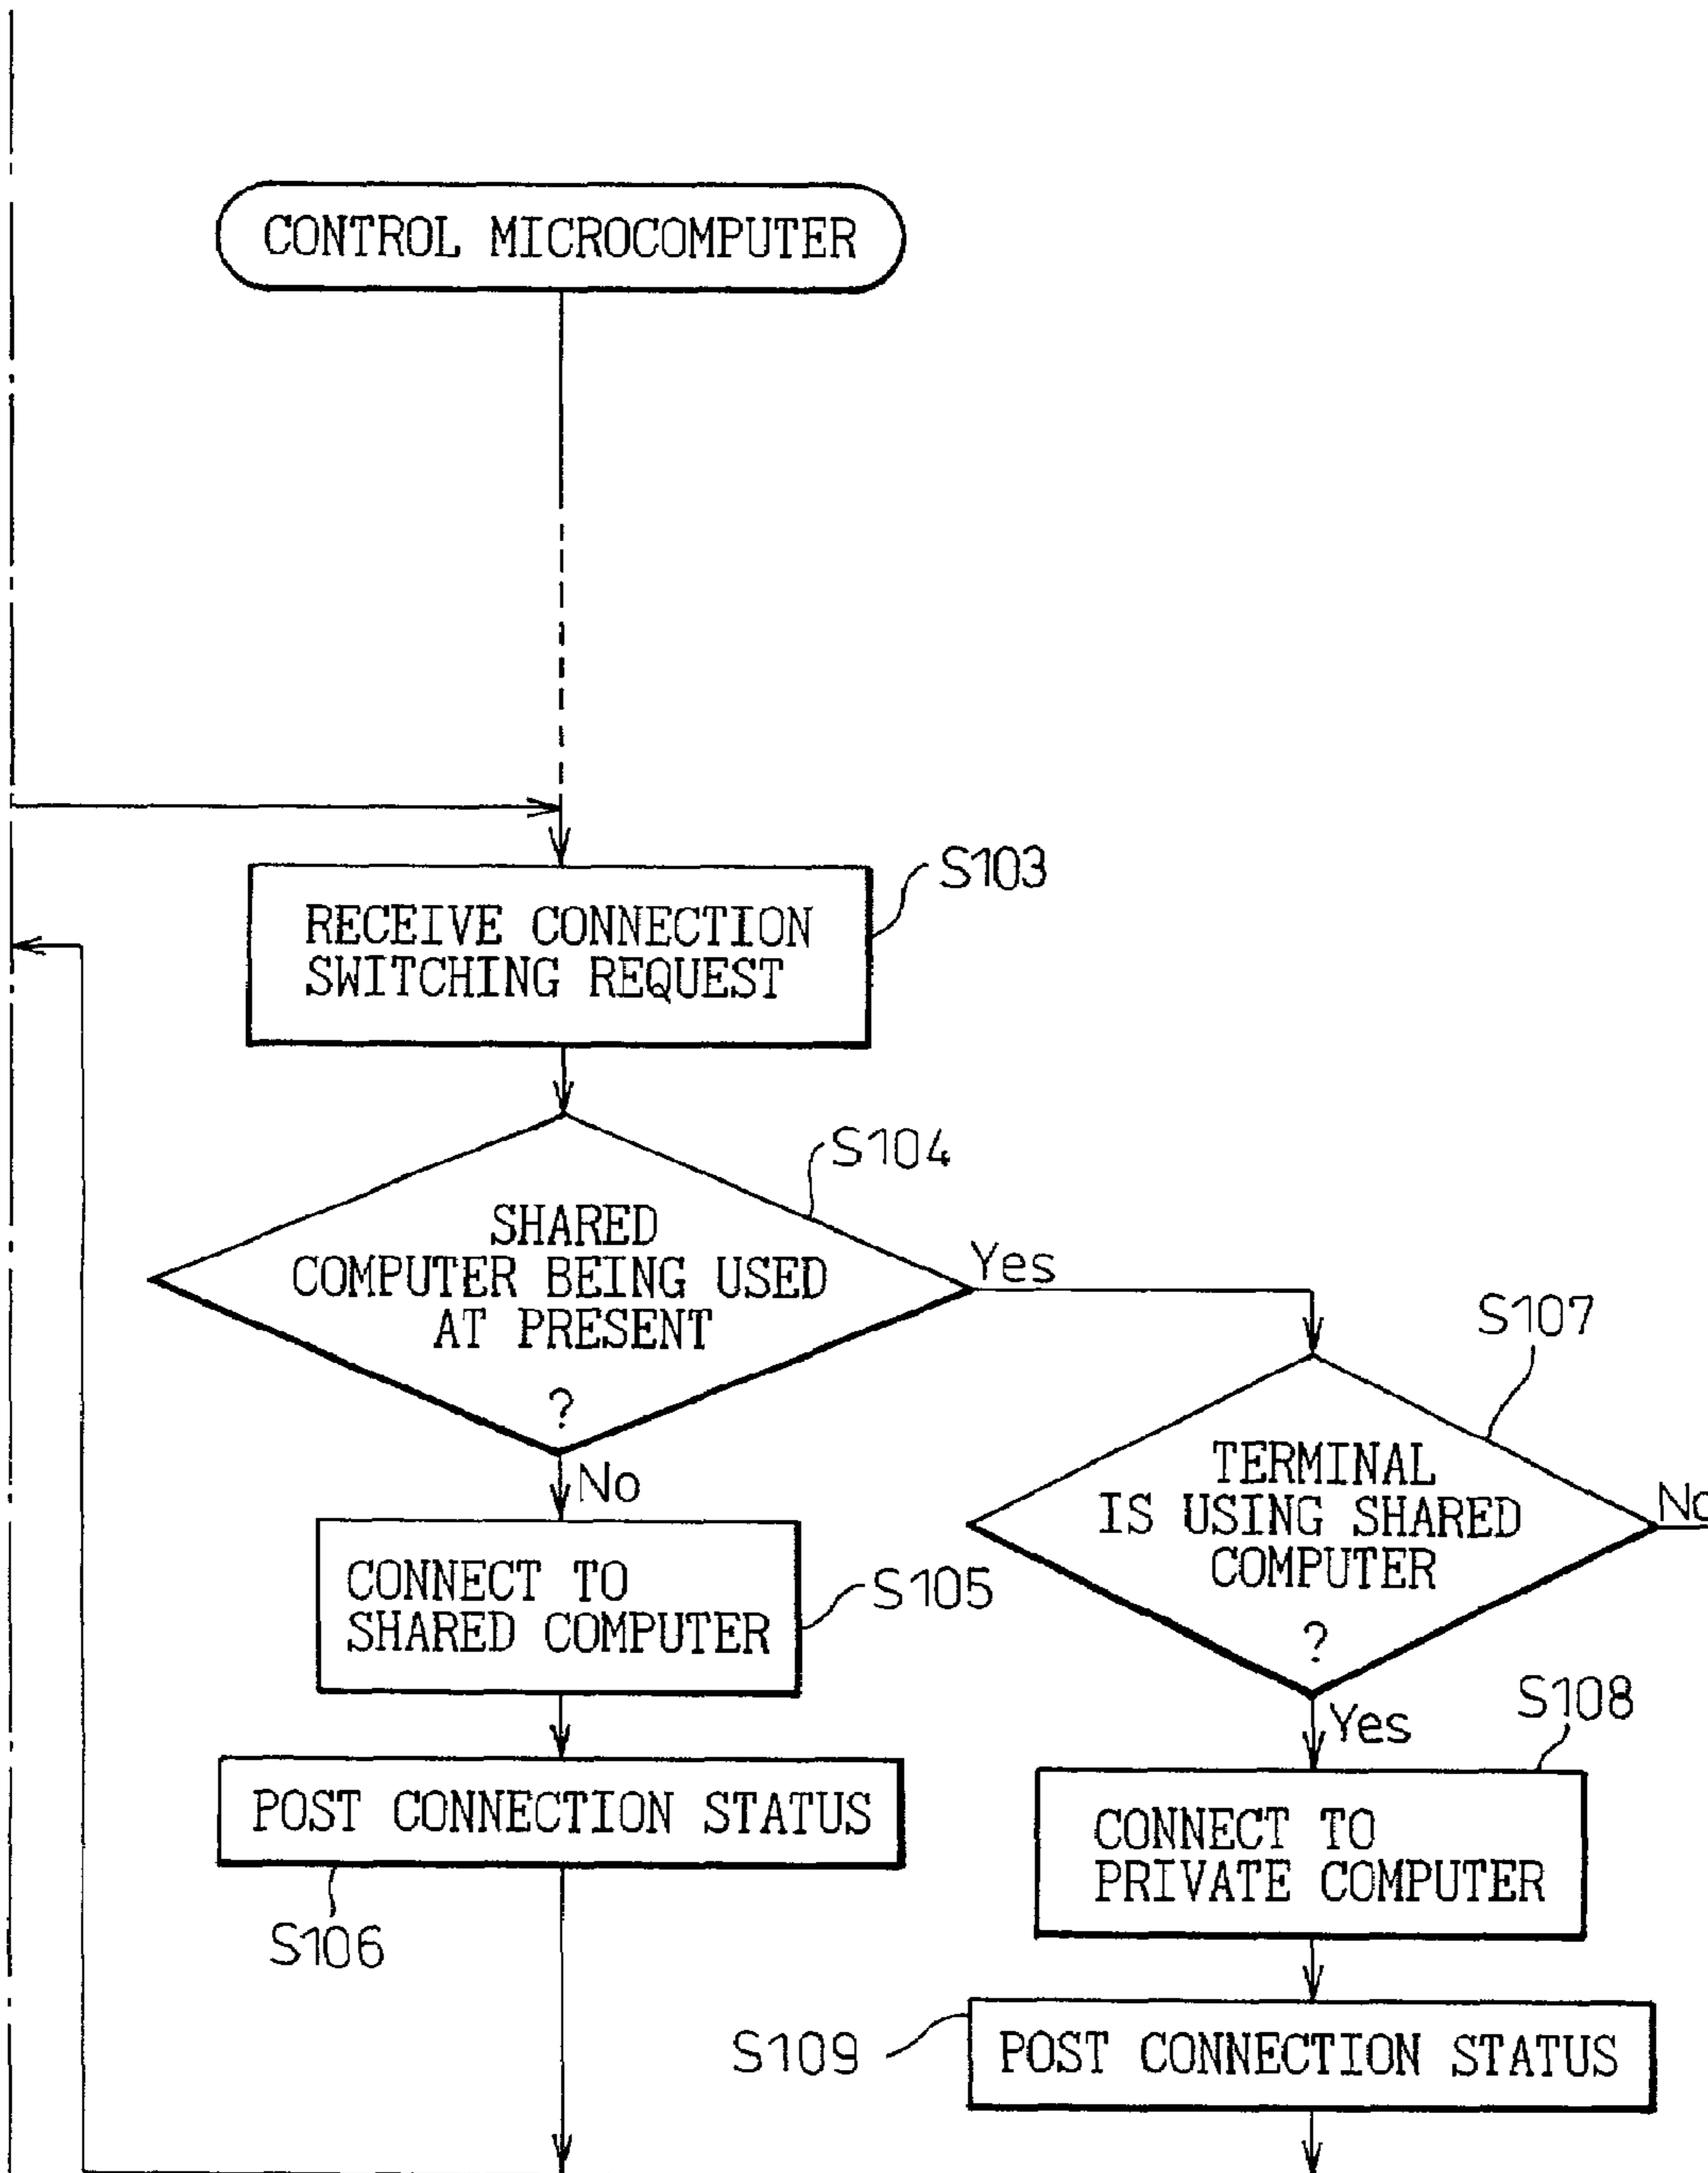 CONTROL MICROCOMPUTER
S103
RECEIVE CONNECTION
SWITCHING REQUEST
S104
SHARED
COMPUTER BEING USED
AT PRESENT
?
Yes
No
S107
TERMINAL
IS USING SHARED
COMPUTER
?
No
Yes
S105
CONNECT TO
SHARED COMPUTER
S108
CONNECT TO
PRIVATE COMPUTER
POST CONNECTION STATUS
S106
S109
POST CONNECTION STATUS